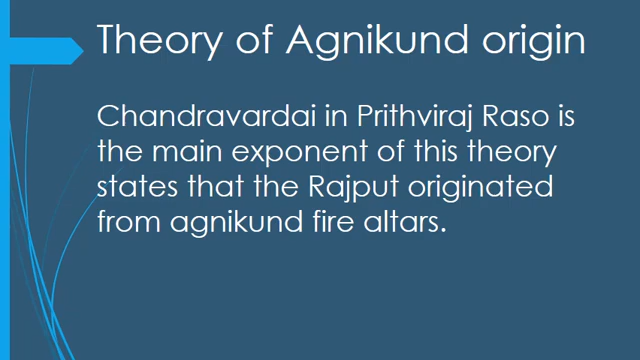 Theory of Agnikund origin
Chandravardai in Prithviraj Raso is
the main exponent of this theory
states that the Rajput originated
from agnikund fire altars.